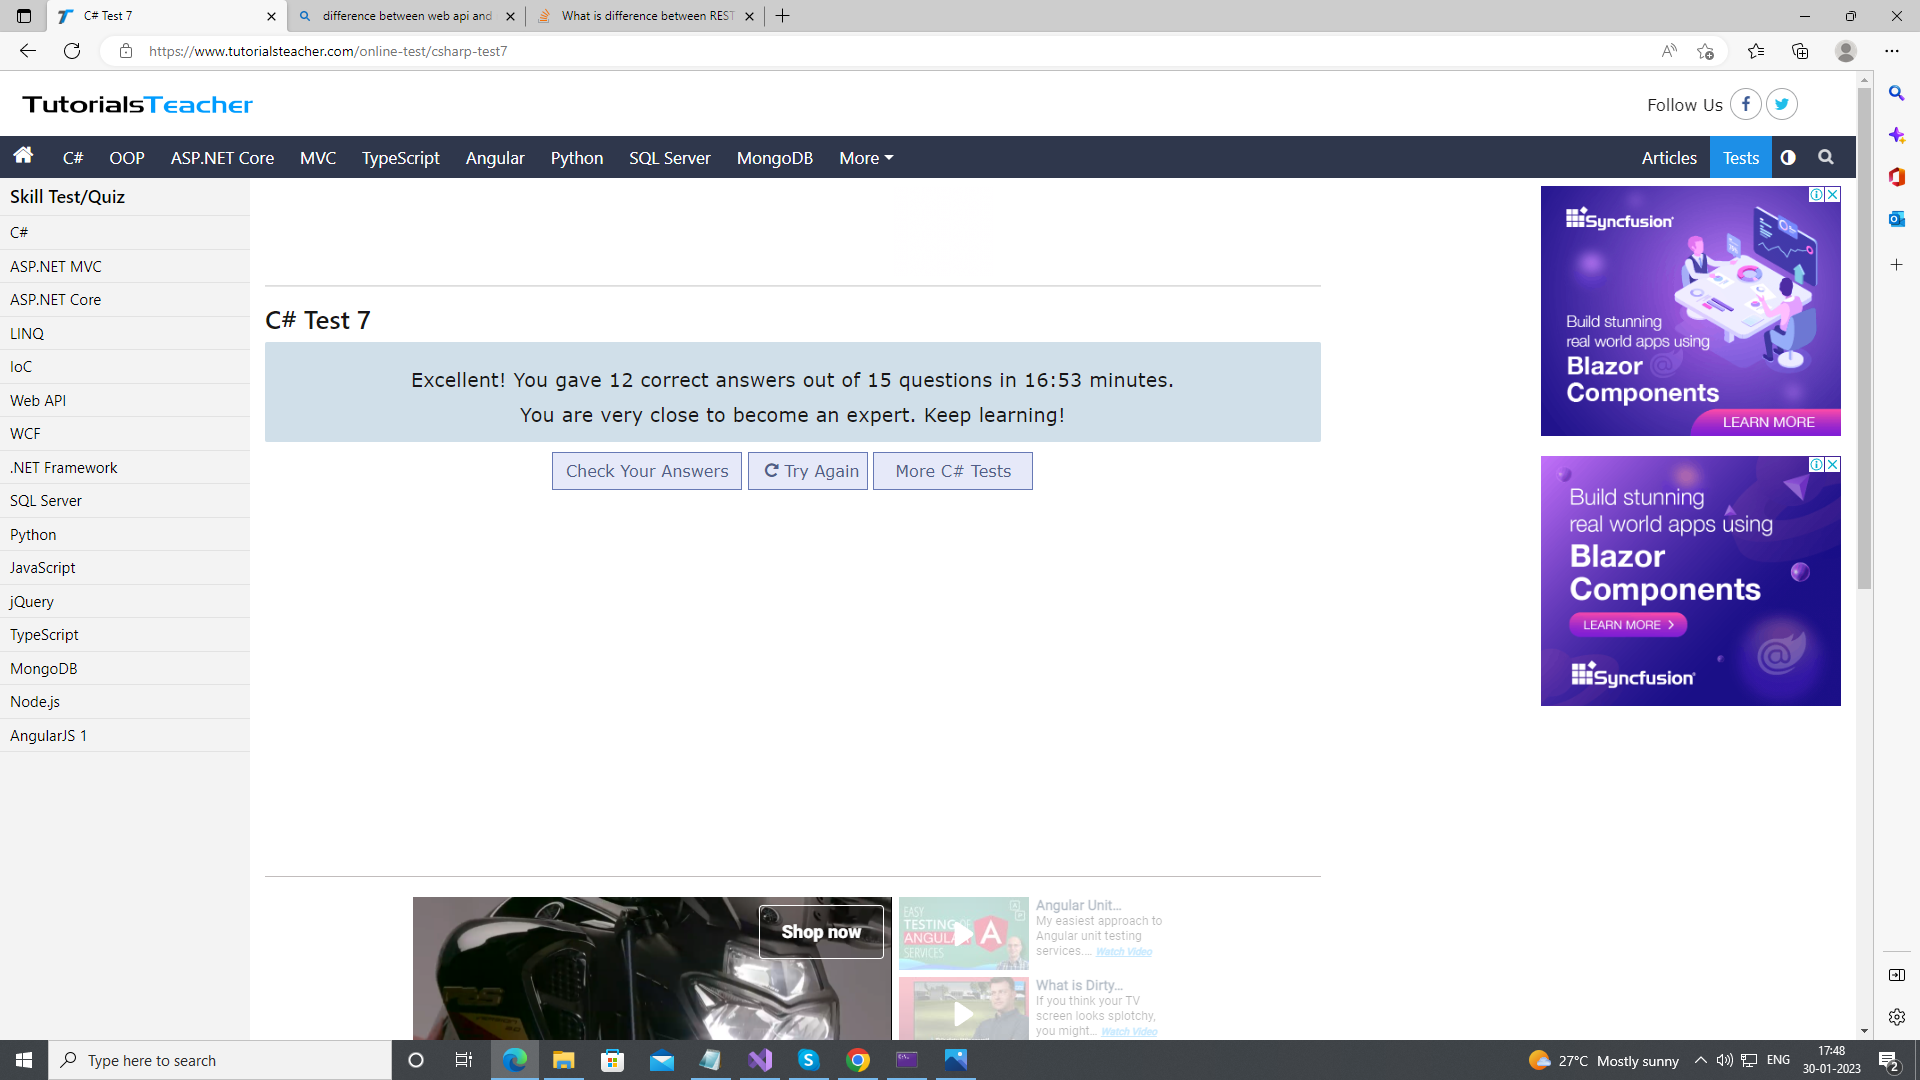 C# Test 7
difference between web api and
What is difference between REST
https://www.tutorialsteacher.com/online-test/csharp-test7
TutorialsTeacher
Follow Us
C# OOP ASP.NET Core MVC TypeScript Angular Python SQL Server MongoDB More
Articles Tests
Skill Test/Quiz
C#
ASP.NET MVC
ASP.NET Core
LINQ
IoC
Web API
WCF
.NET Framework
SQL Server
Python
JavaScript
jQuery
TypeScript
MongoDB
Node.js
AngularJS 1
C# Test 7
Excellent! You gave 12 correct answers out of 15 questions in 16:53 minutes.
You are very close to become an expert. Keep learning!
Check Your Answers
Try Again
More C# Tests
Syncfusion
Build stunning
real world apps using
Blazor
Components
LEARN MORE
Build stunning
real world apps using
Blazor
Components
LEARN MORE
Syncfusion
Shop now
EASY
TESTING OF
ANGULAR
SERVICES
Angular Unit...
My easiest approach to
Angular unit testing
services.... Watch Video
What is Dirty...
If you think your TV
screen looks splotchy,
you might... Watch Video
Type here to search
27°C Mostly sunny
ENG
17:48
30-01-2023
2